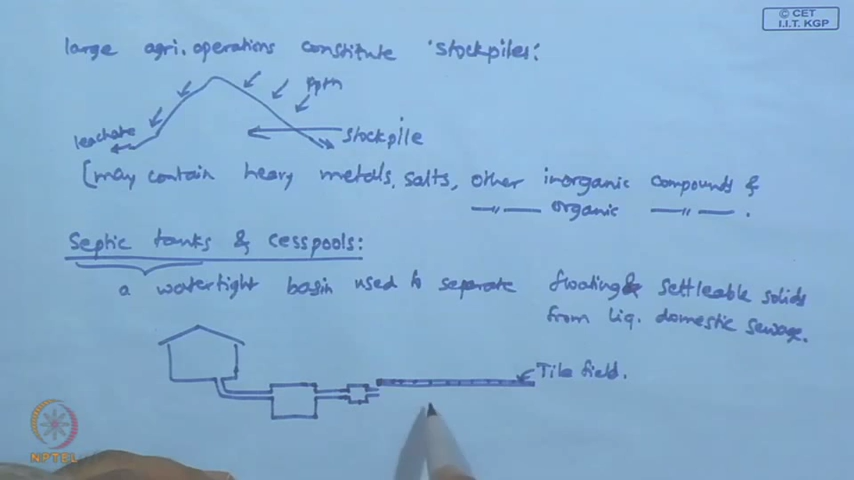 © CET
I.I.T. KGP
large agri. operations constitute 'stockpiles:
pptn
leachate
stockpile
[may contain heavy metals, salts, other inorganic compounds &
—"— organic —"— .
Septic tanks & cesspools:
a watertight basin used to separate floating & settleable solids
from liq. domestic sewage.
Tile field.
NPTEL